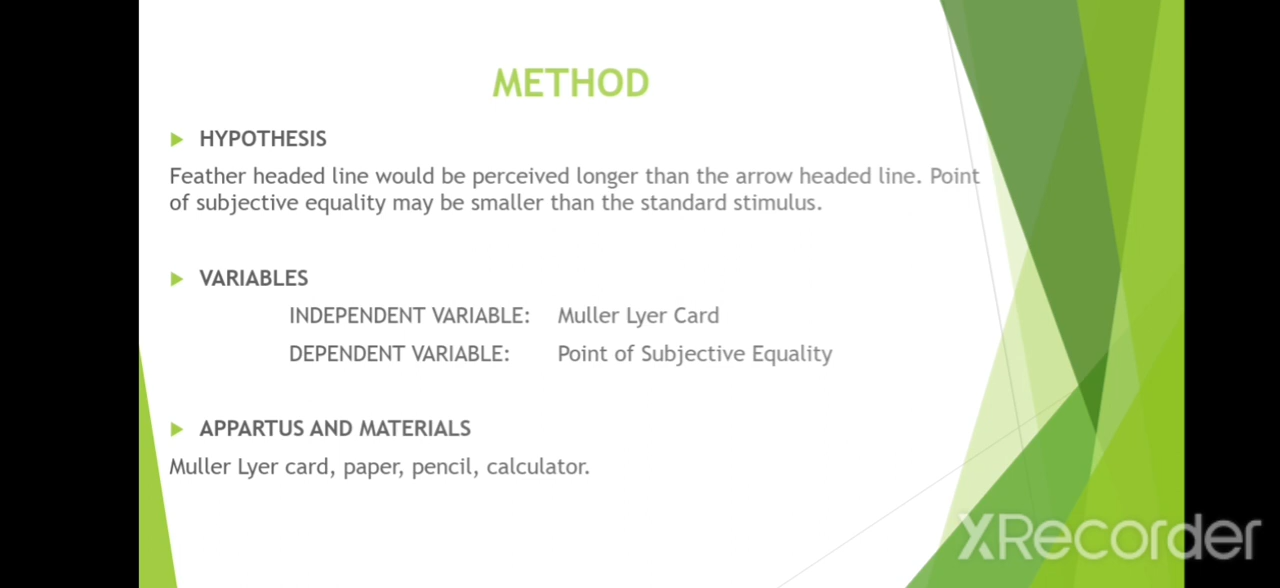 METHOD
HYPOTHESIS
Feather headed line would be perceived longer than the arrow headed line. Point
of subjective equality may be smaller than the standard stimulus.
VARIABLES
INDEPENDENT VARIABLE: Muller Lyer Card
DEPENDENT VARIABLE: Point of Subjective Equality
APPARTUS AND MATERIALS
Muller Lyer card, paper, pencil, calculator.
XRecorder